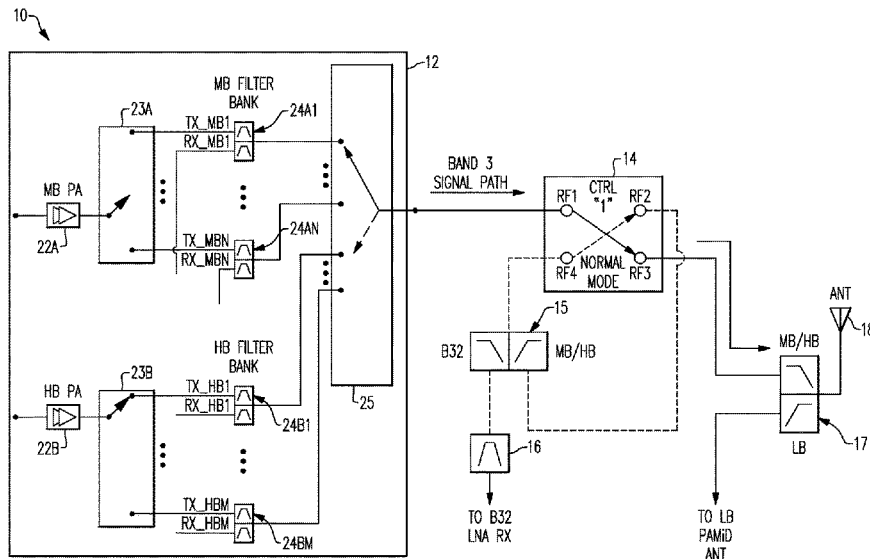 10
12
MB FILTER
BANK
23A
TX_MB1
RX_MB1
24A1
MB PA
22A
TX_MBN
RX_MBN
24AN
BAND 3
SIGNAL PATH
14
CTRL
"1"
RF1
RF2
RF4
RF3
NORMAL
MODE
15
B32
MB/HB
ANT
18
MB/HB
HB FILTER
BANK
23B
TX_HB1
RX_HB1
24B1
25
HB PA
22B
16
LB
17
TX_HBM
RX_HBM
24BM
TO B32
LNA RX
TO LB
PAMiD
ANT